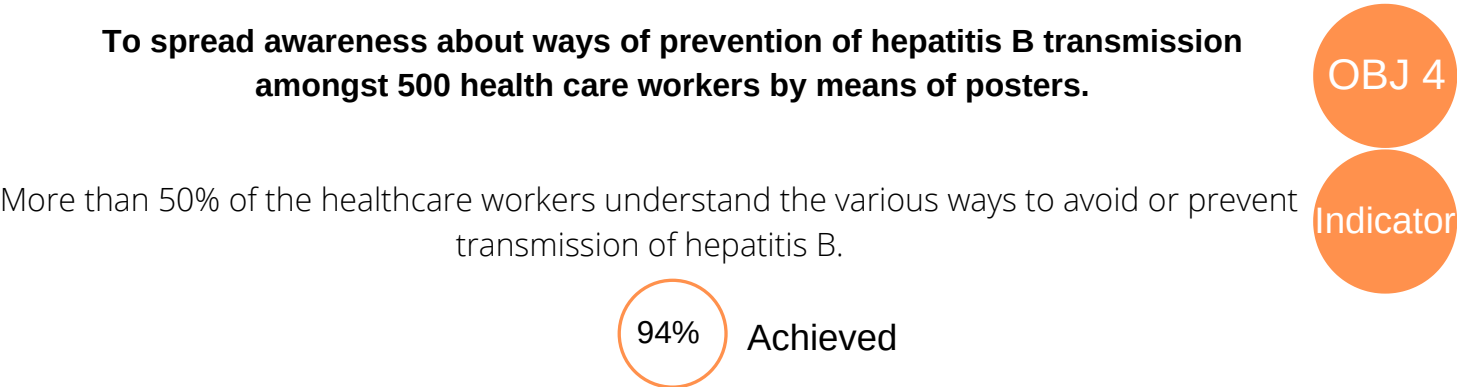 To spread awareness about ways of prevention of hepatitis B transmission
amongst 500 health care workers by means of posters.
OBJ 4
More than 50% of the healthcare workers understand the various ways to avoid or prevent
transmission of hepatitis B.
Indicator
94% Achieved